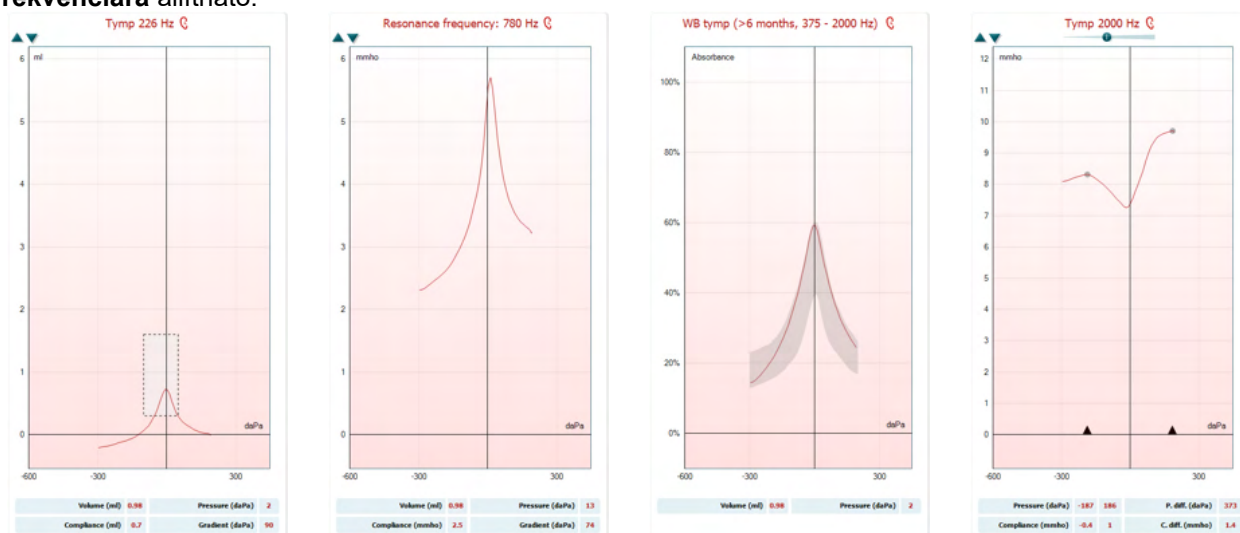 rekvenciára állítható.
Tymp 226 Hz
ml
6
5
4
3
2
1
0
daPa
-600
-300
300
Volume (ml) 0.98 Pressure (daPa) 2
Compliance (ml) 0.7 Gradient (daPa) 90
Resonance frequency: 780 Hz
mmho
6
5
4
3
2
1
0
daPa
-600
-300
300
Volume (ml) 0.98 Pressure (daPa) 13
Compliance (mmho) 2.5 Gradient (daPa) 74
WB tymp (>6 months, 375 - 2000 Hz)
Absorbance
100%
80%
60%
40%
20%
0%
daPa
-600
-300
300
Volume (ml) 0.98 Pressure (daPa) 2
Tymp 2000 Hz
mmho
12
11
10
9
8
7
6
5
4
3
2
1
0
daPa
-600
-300
300
Pressure (daPa) -187 186 P. diff. (daPa) 373
Compliance (mmho) -0.4 1 C. diff. (mmho) 1.4